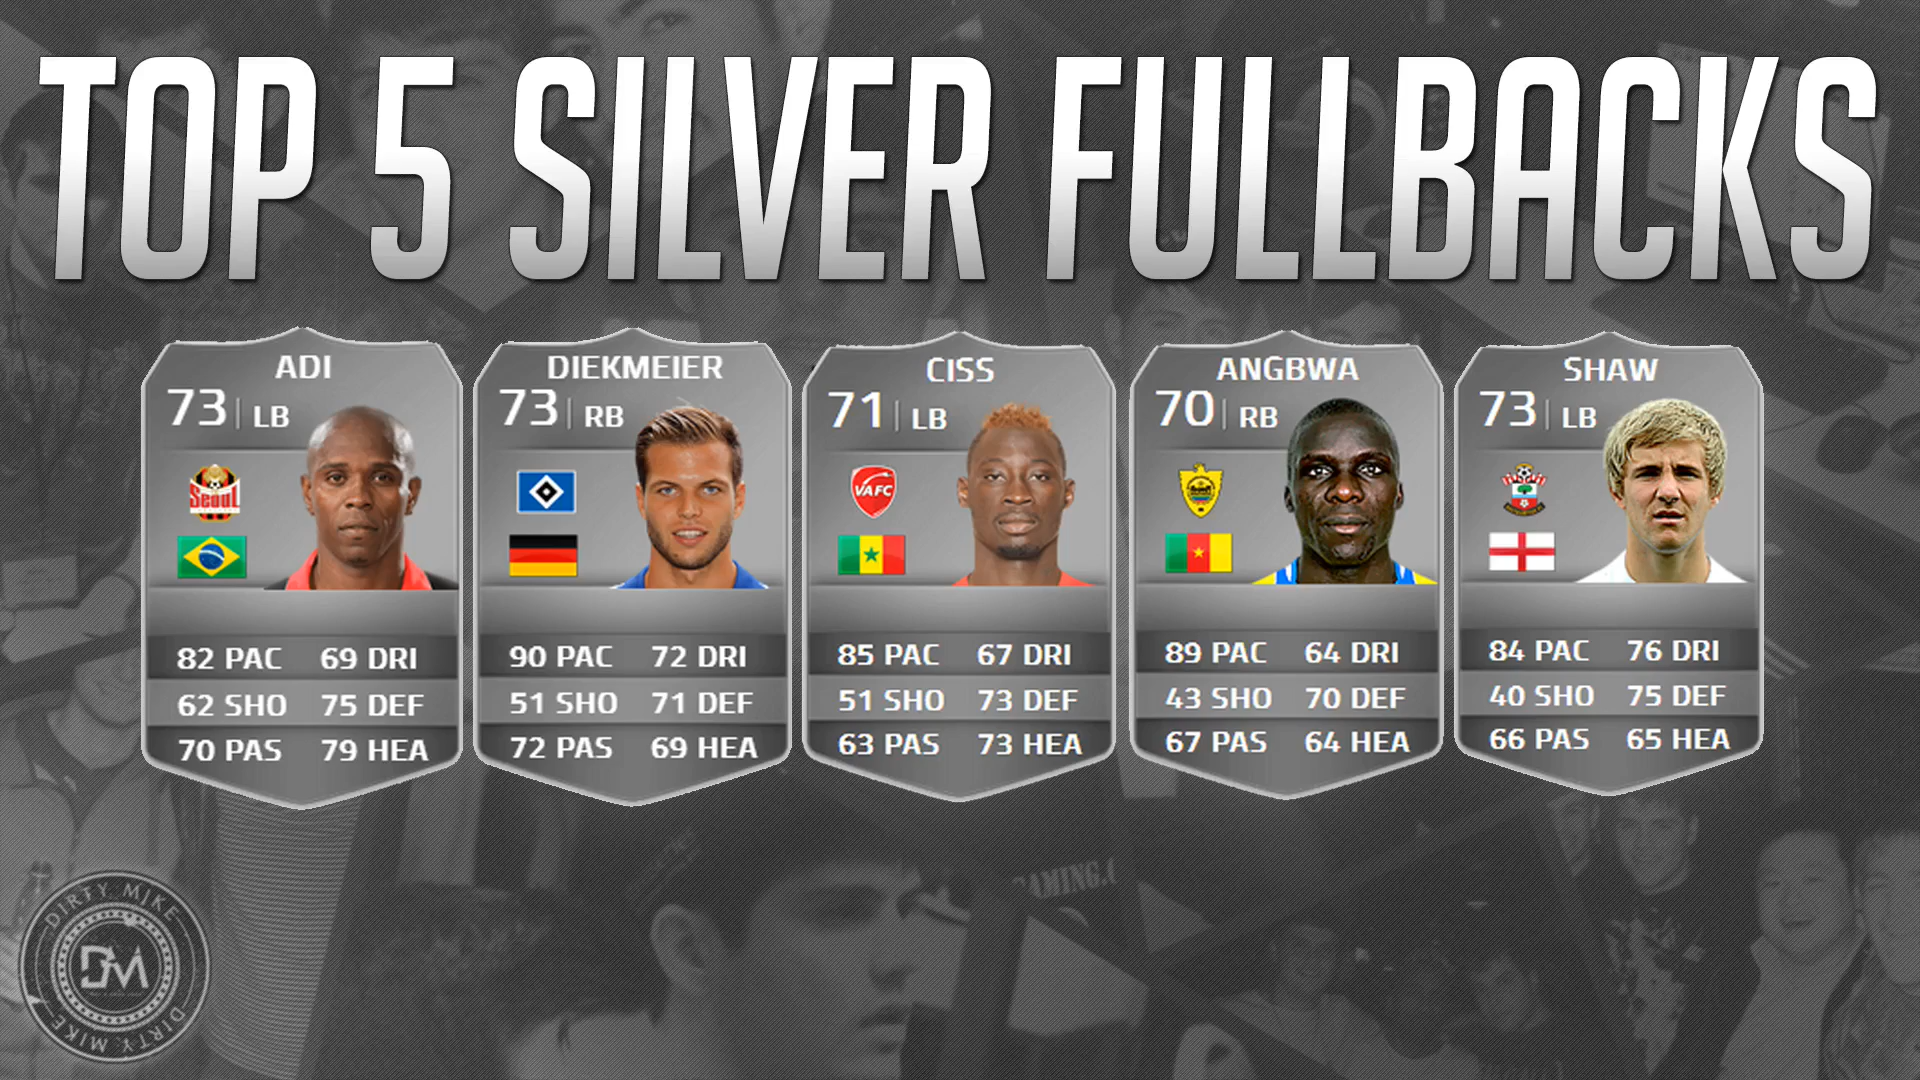 TOP 5 SILVER FULLBACKS
ADI
73 | LB
Seoul
82 PAC 69 DRI
62 SHO 75 DEF
70 PAS 79 HEA
DIEKMEIER
73 | RB
90 PAC 72 DRI
51 SHO 71 DEF
72 PAS 69 HEA
CISS
71 | LB
VAFC
85 PAC 67 DRI
51 SHO 73 DEF
63 PAS 73 HEA
ANGBWA
70 | RB
89 PAC 64 DRI
43 SHO 70 DEF
67 PAS 64 HEA
SHAW
73 | LB
84 PAC 76 DRI
40 SHO 75 DEF
66 PAS 65 HEA
DIRTY MIKE
DM
DIRTY MIKE